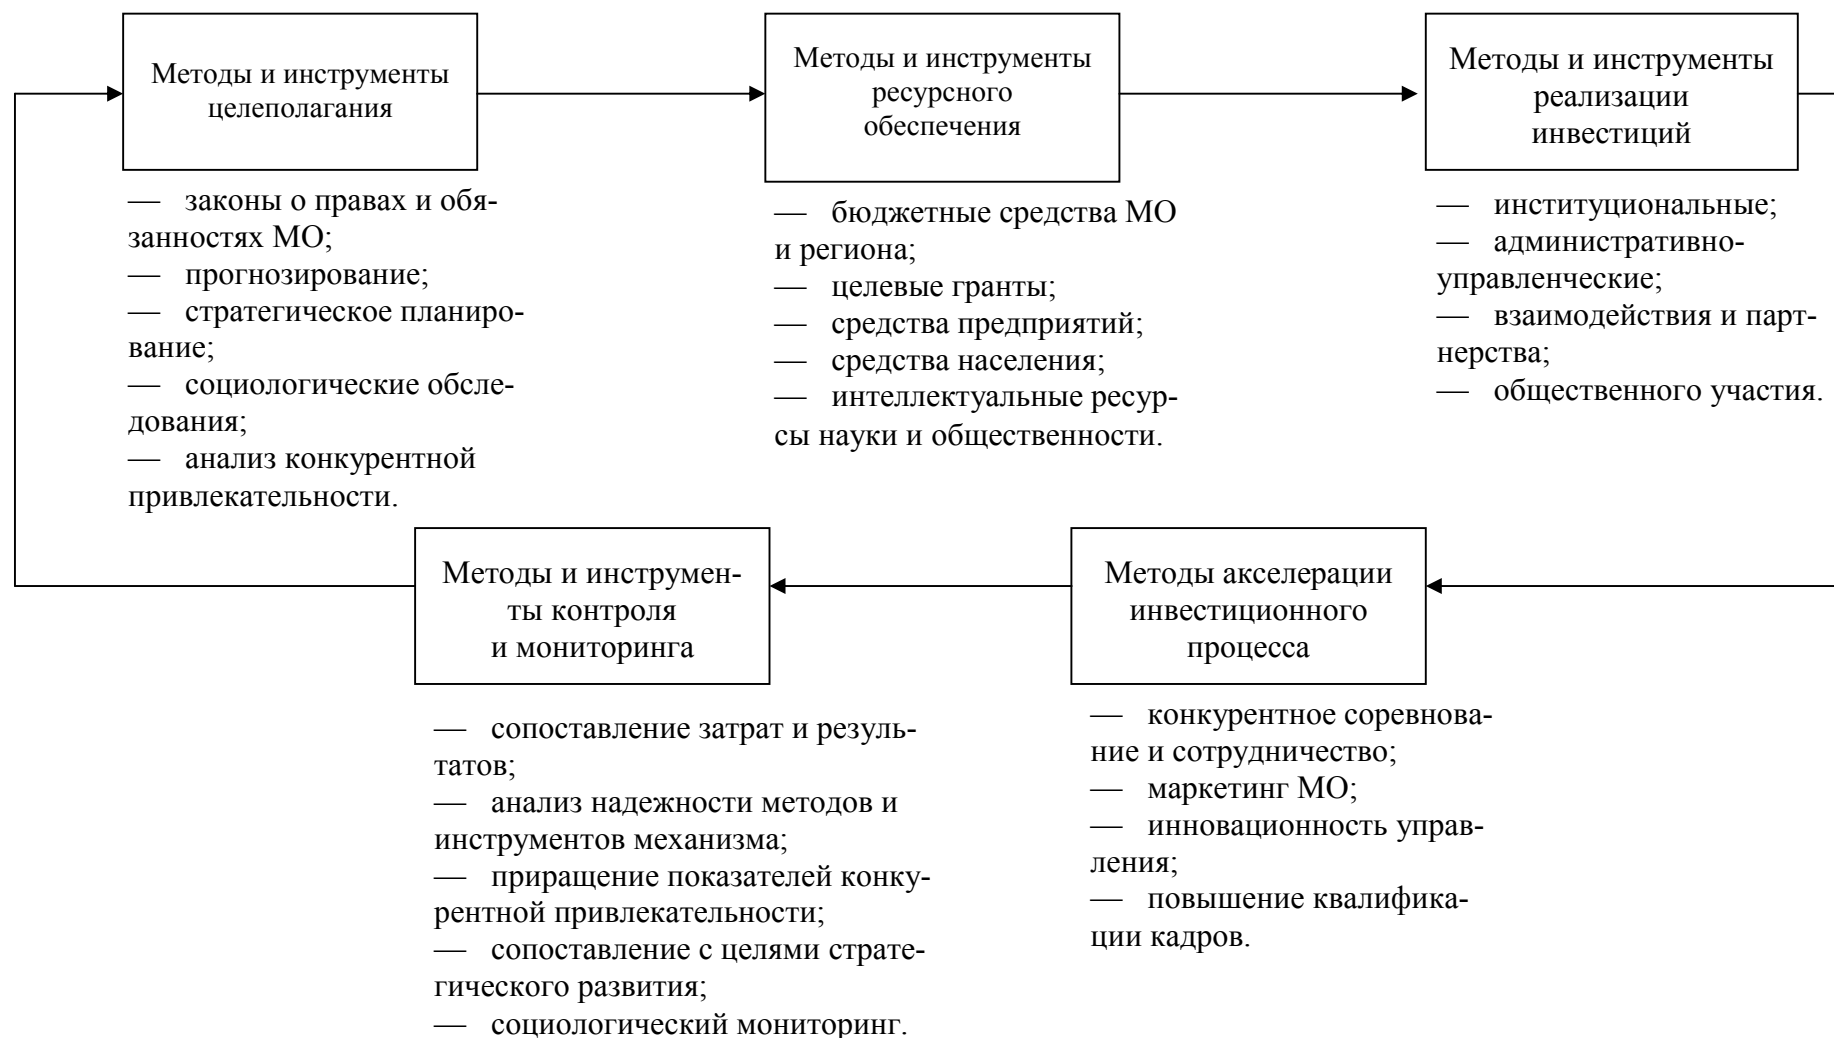 Методы и инструменты
целеполагания
— законы о правах и обя-
занностях МО;
— прогнозирование;
— стратегическое планиро-
вание;
— социологические обсле-
дования;
— анализ конкурентной
привлекательности.
Методы и инструменты
ресурсного
обеспечения
— бюджетные средства МО
и региона;
— целевые гранты;
— средства предприятий;
— средства населения;
— интеллектуальные ресур-
сы науки и общественности.
Методы и инструменты
реализации
инвестиций
— институциональные;
— административно-
управленческие;
— взаимодействия и парт-
нерства;
— общественного участия.
Методы и инструмен-
ты контроля
и мониторинга
— сопоставление затрат и резуль-
татов;
— анализ надежности методов и
инструментов механизма;
— приращение показателей конку-
рентной привлекательности;
— сопоставление с целями страте-
гического развития;
— социологический мониторинг.
Методы акселерации
инвестиционного
процесса
— конкурентное соревнова-
ние и сотрудничество;
— маркетинг МО;
— инновационность управ-
ления;
— повышение квалифика-
ции кадров.